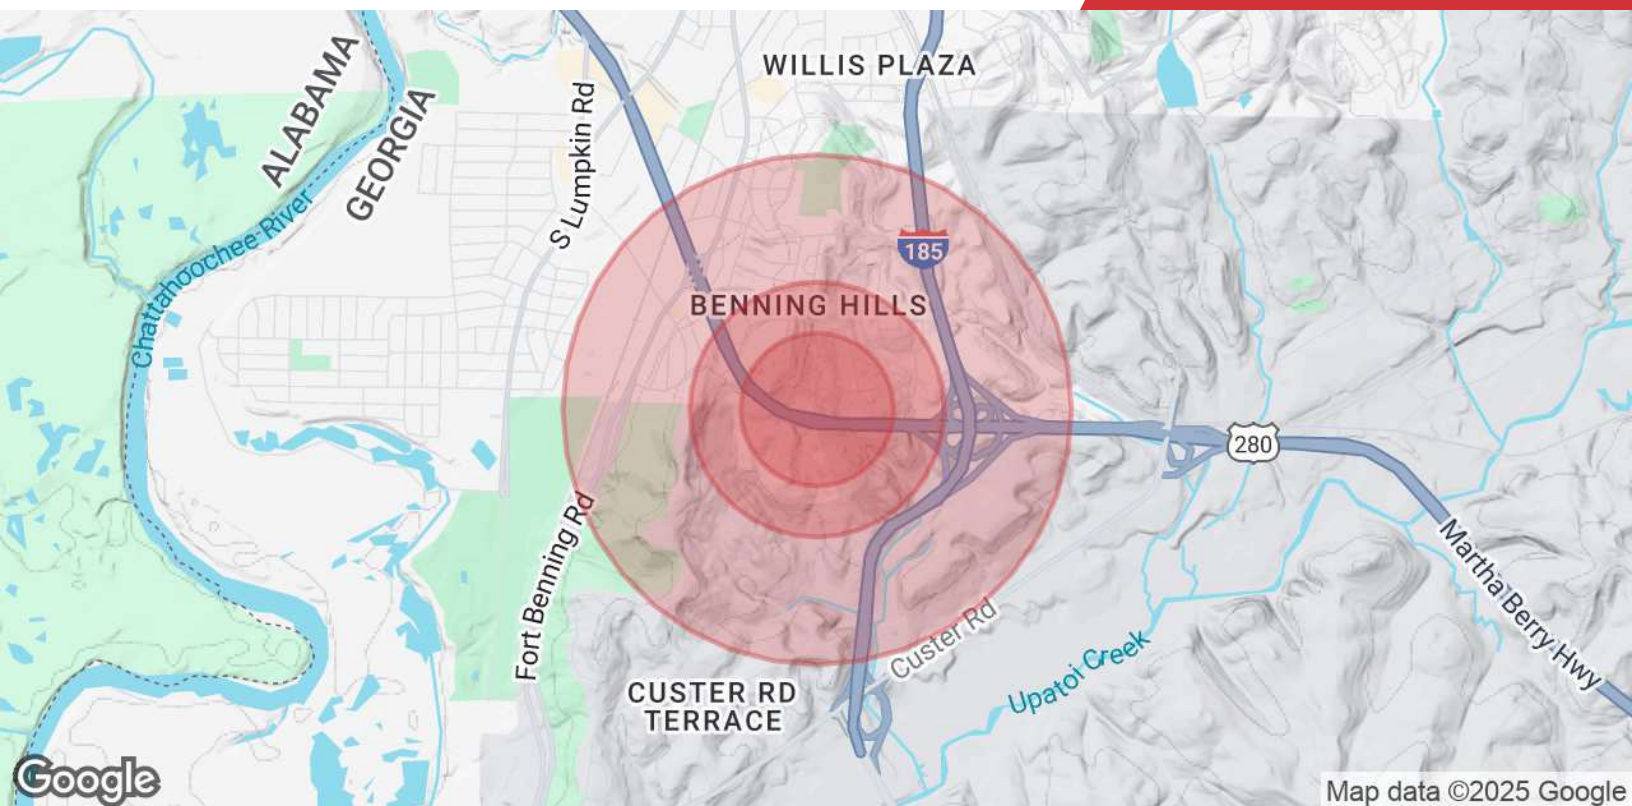 WILLIS PLAZA
ALABAMA
GEORGIA
S Lumpkin Rd
185
Chattahoochee River
BENNING HILLS
280
Fort Benning Rd
Martha Berry Hwy
Custer Rd
Upatoi Creek
CUSTER RD
TERRACE
Google
Map data ©2025 Google